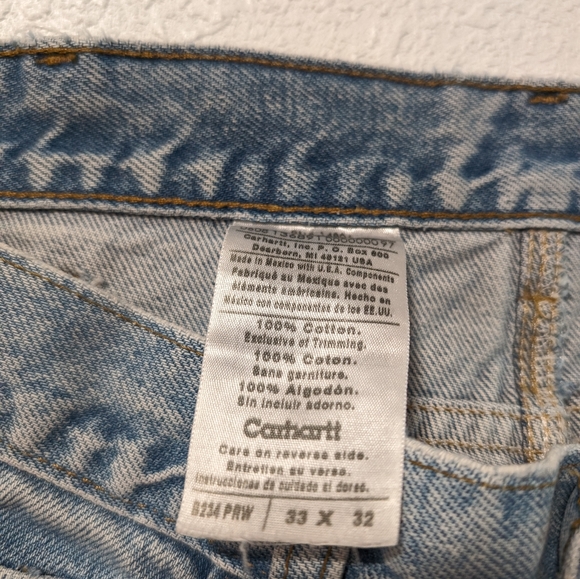 Carhartt, Inc. P. O. Box 600
Dearborn, MI 48121 USA
Made in Mexico with U.S.A. Components
Fabriqué au Mexique avec des
élémente américains. Hecho en
México con componentes de los EE.UU.
100% Cotton.
Exclusive of Trimming.
100% Coton.
Sans garniture.
100% Algodón.
Sin incluir adorno.
Carhartt
Care on reverse side.
Entretien au verso.
Instrucciones de cuidado al dorso.
B234 PRW / 33 X 32